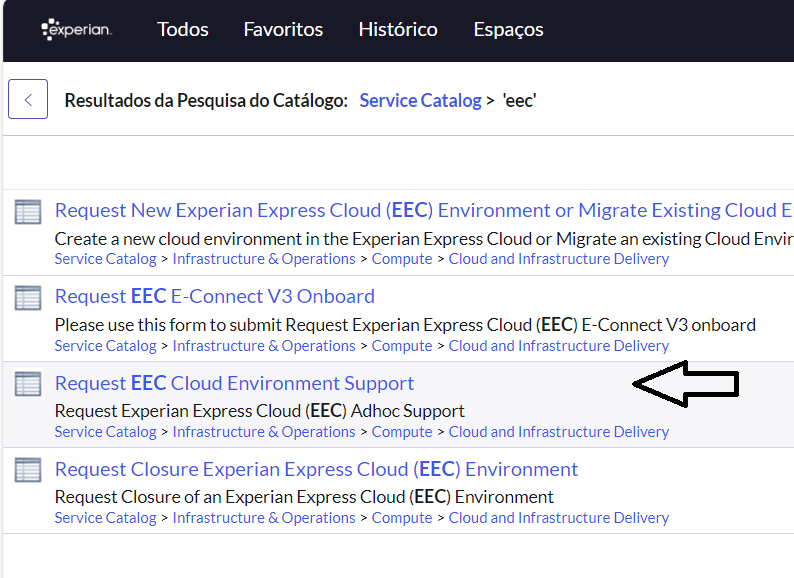 experian. Todos Favoritos Histórico Espaços
Resultados da Pesquisa do Catálogo: Service Catalog > 'eec'
Request New Experian Express Cloud (EEC) Environment or Migrate Existing Cloud E
Create a new cloud environment in the Experian Express Cloud or Migrate an existing Cloud Envir
Service Catalog > Infrastructure & Operations > Compute > Cloud and Infrastructure Delivery
Request EEC E-Connect V3 Onboard
Please use this form to submit Request Experian Express Cloud (EEC) E-Connect V3 onboard
Service Catalog > Infrastructure & Operations > Compute > Cloud and Infrastructure Delivery
Request EEC Cloud Environment Support
Request Experian Express Cloud (EEC) Adhoc Support
Service Catalog > Infrastructure & Operations > Compute > Cloud and Infrastructure Delivery
Request Closure Experian Express Cloud (EEC) Environment
Request Closure of an Experian Express Cloud (EEC) Environment
Service Catalog > Infrastructure & Operations > Compute > Cloud and Infrastructure Delivery